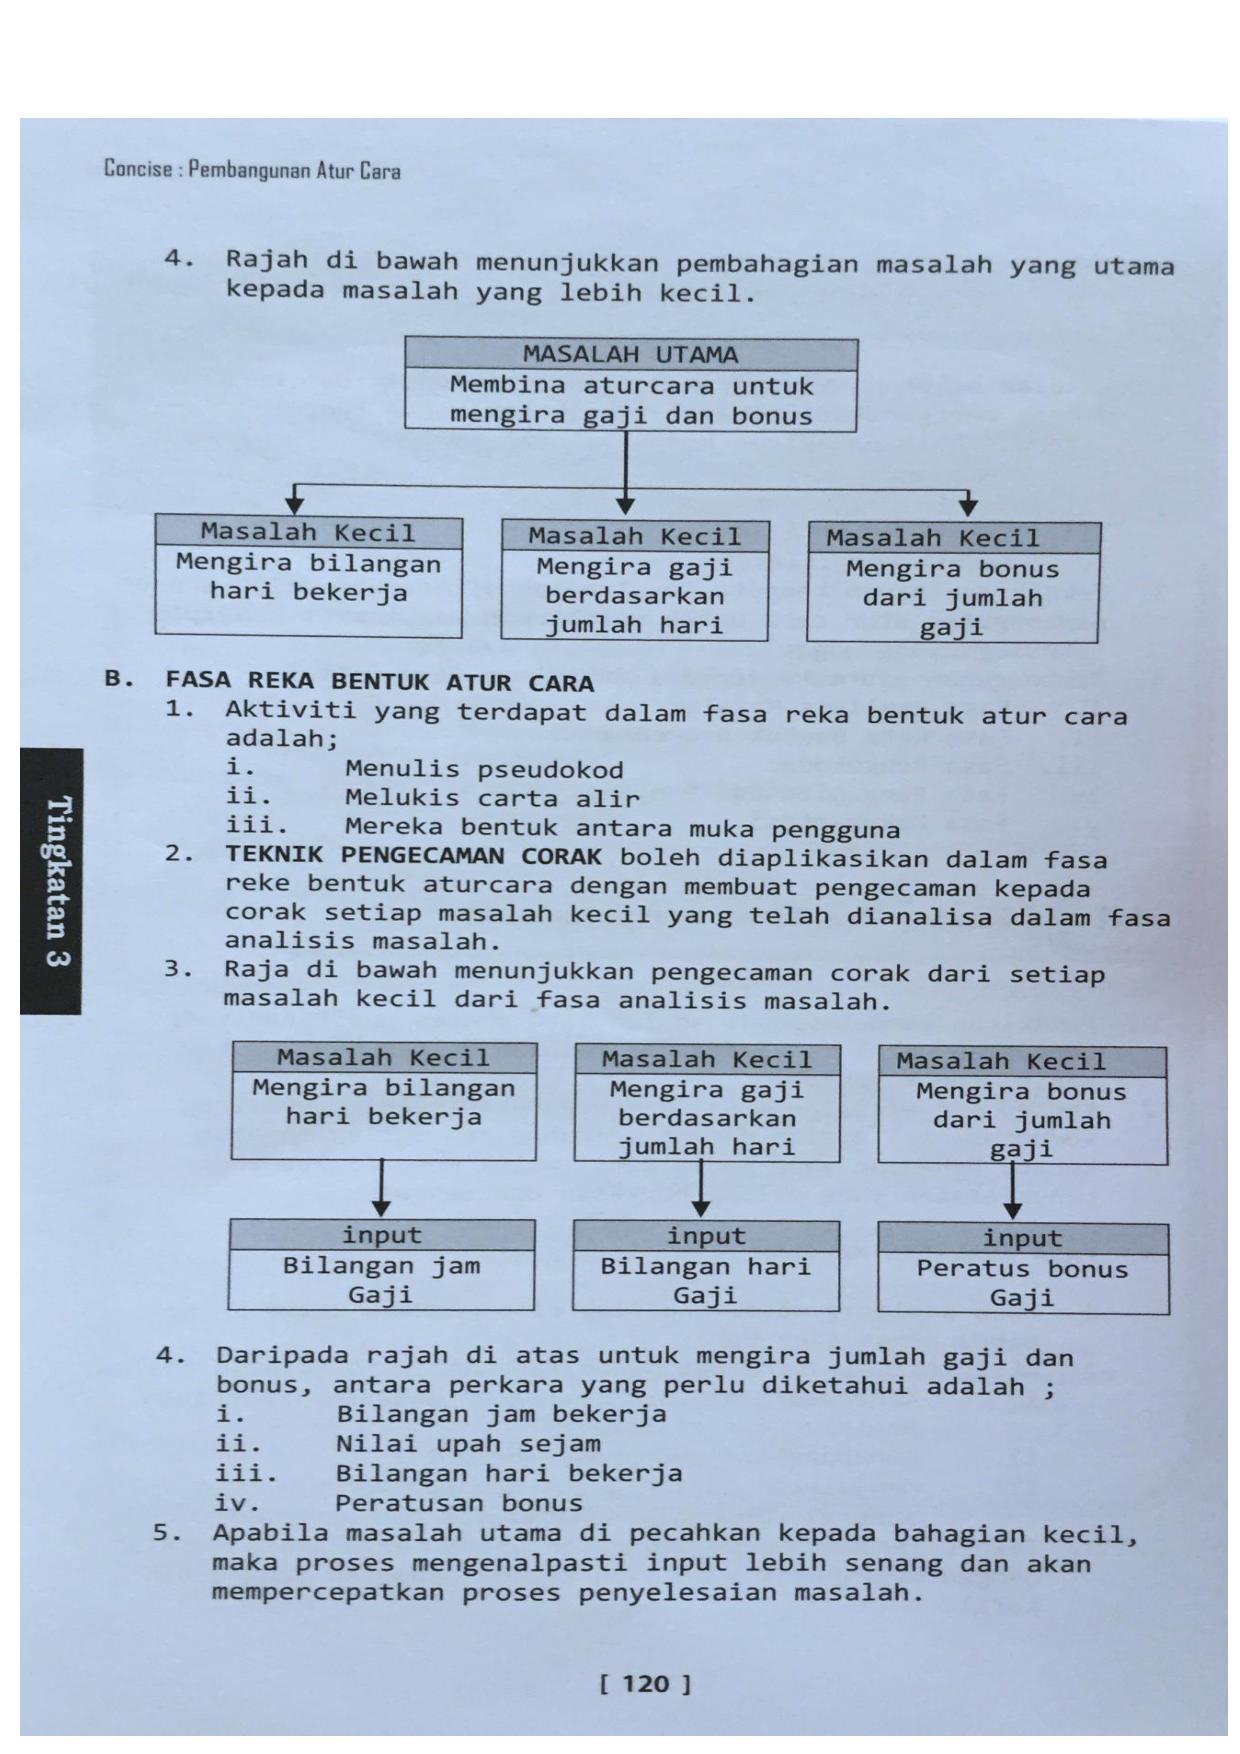 Concise : Pembangunan Atur Cara
4. Rajah di bawah menunjukkan pembahagian masalah yang utama
kepada masalah yang lebih kecil.
MASALAH UTAMA
Membina aturcara untuk
mengira gaji dan bonus
Masalah Kecil
Mengira bilangan
hari bekerja
Masalah Kecil
Mengira gaji
berdasarkan
jumlah hari
Masalah Kecil
Mengira bonus
dari jumlah
gaji
B. FASA REKA BENTUK ATUR CARA
1. Aktiviti yang terdapat dalam fasa reka bentuk atur cara
adalah;
i. Menulis pseudokod
ii. Melukis carta alir
iii. Mereka bentuk antara muka pengguna
2. TEKNIK PENGECAMAN CORAK boleh diaplikasikan dalam fasa
reke bentuk aturcara dengan membuat pengecaman kepada
corak setiap masalah kecil yang telah dianalisa dalam fasa
analisis masalah.
3. Raja di bawah menunjukkan pengecaman corak dari setiap
masalah kecil dari fasa analisis masalah.
Tingkatan 3
Masalah Kecil
Mengira bilangan
hari bekerja
Masalah Kecil
Mengira gaji
berdasarkan
jumlah hari
Masalah Kecil
Mengira bonus
dari jumlah
gaji
input
Bilangan jam
Gaji
input
Bilangan hari
Gaji
input
Peratus bonus
Gaji
4. Daripada rajah di atas untuk mengira jumlah gaji dan
bonus, antara perkara yang perlu diketahui adalah ;
i. Bilangan jam bekerja
ii. Nilai upah sejam
iii. Bilangan hari bekerja
iv. Peratusan bonus
5. Apabila masalah utama di pecahkan kepada bahagian kecil,
maka proses mengenalpasti input lebih senang dan akan
mempercepatkan proses penyelesaian masalah.
[ 120 ]